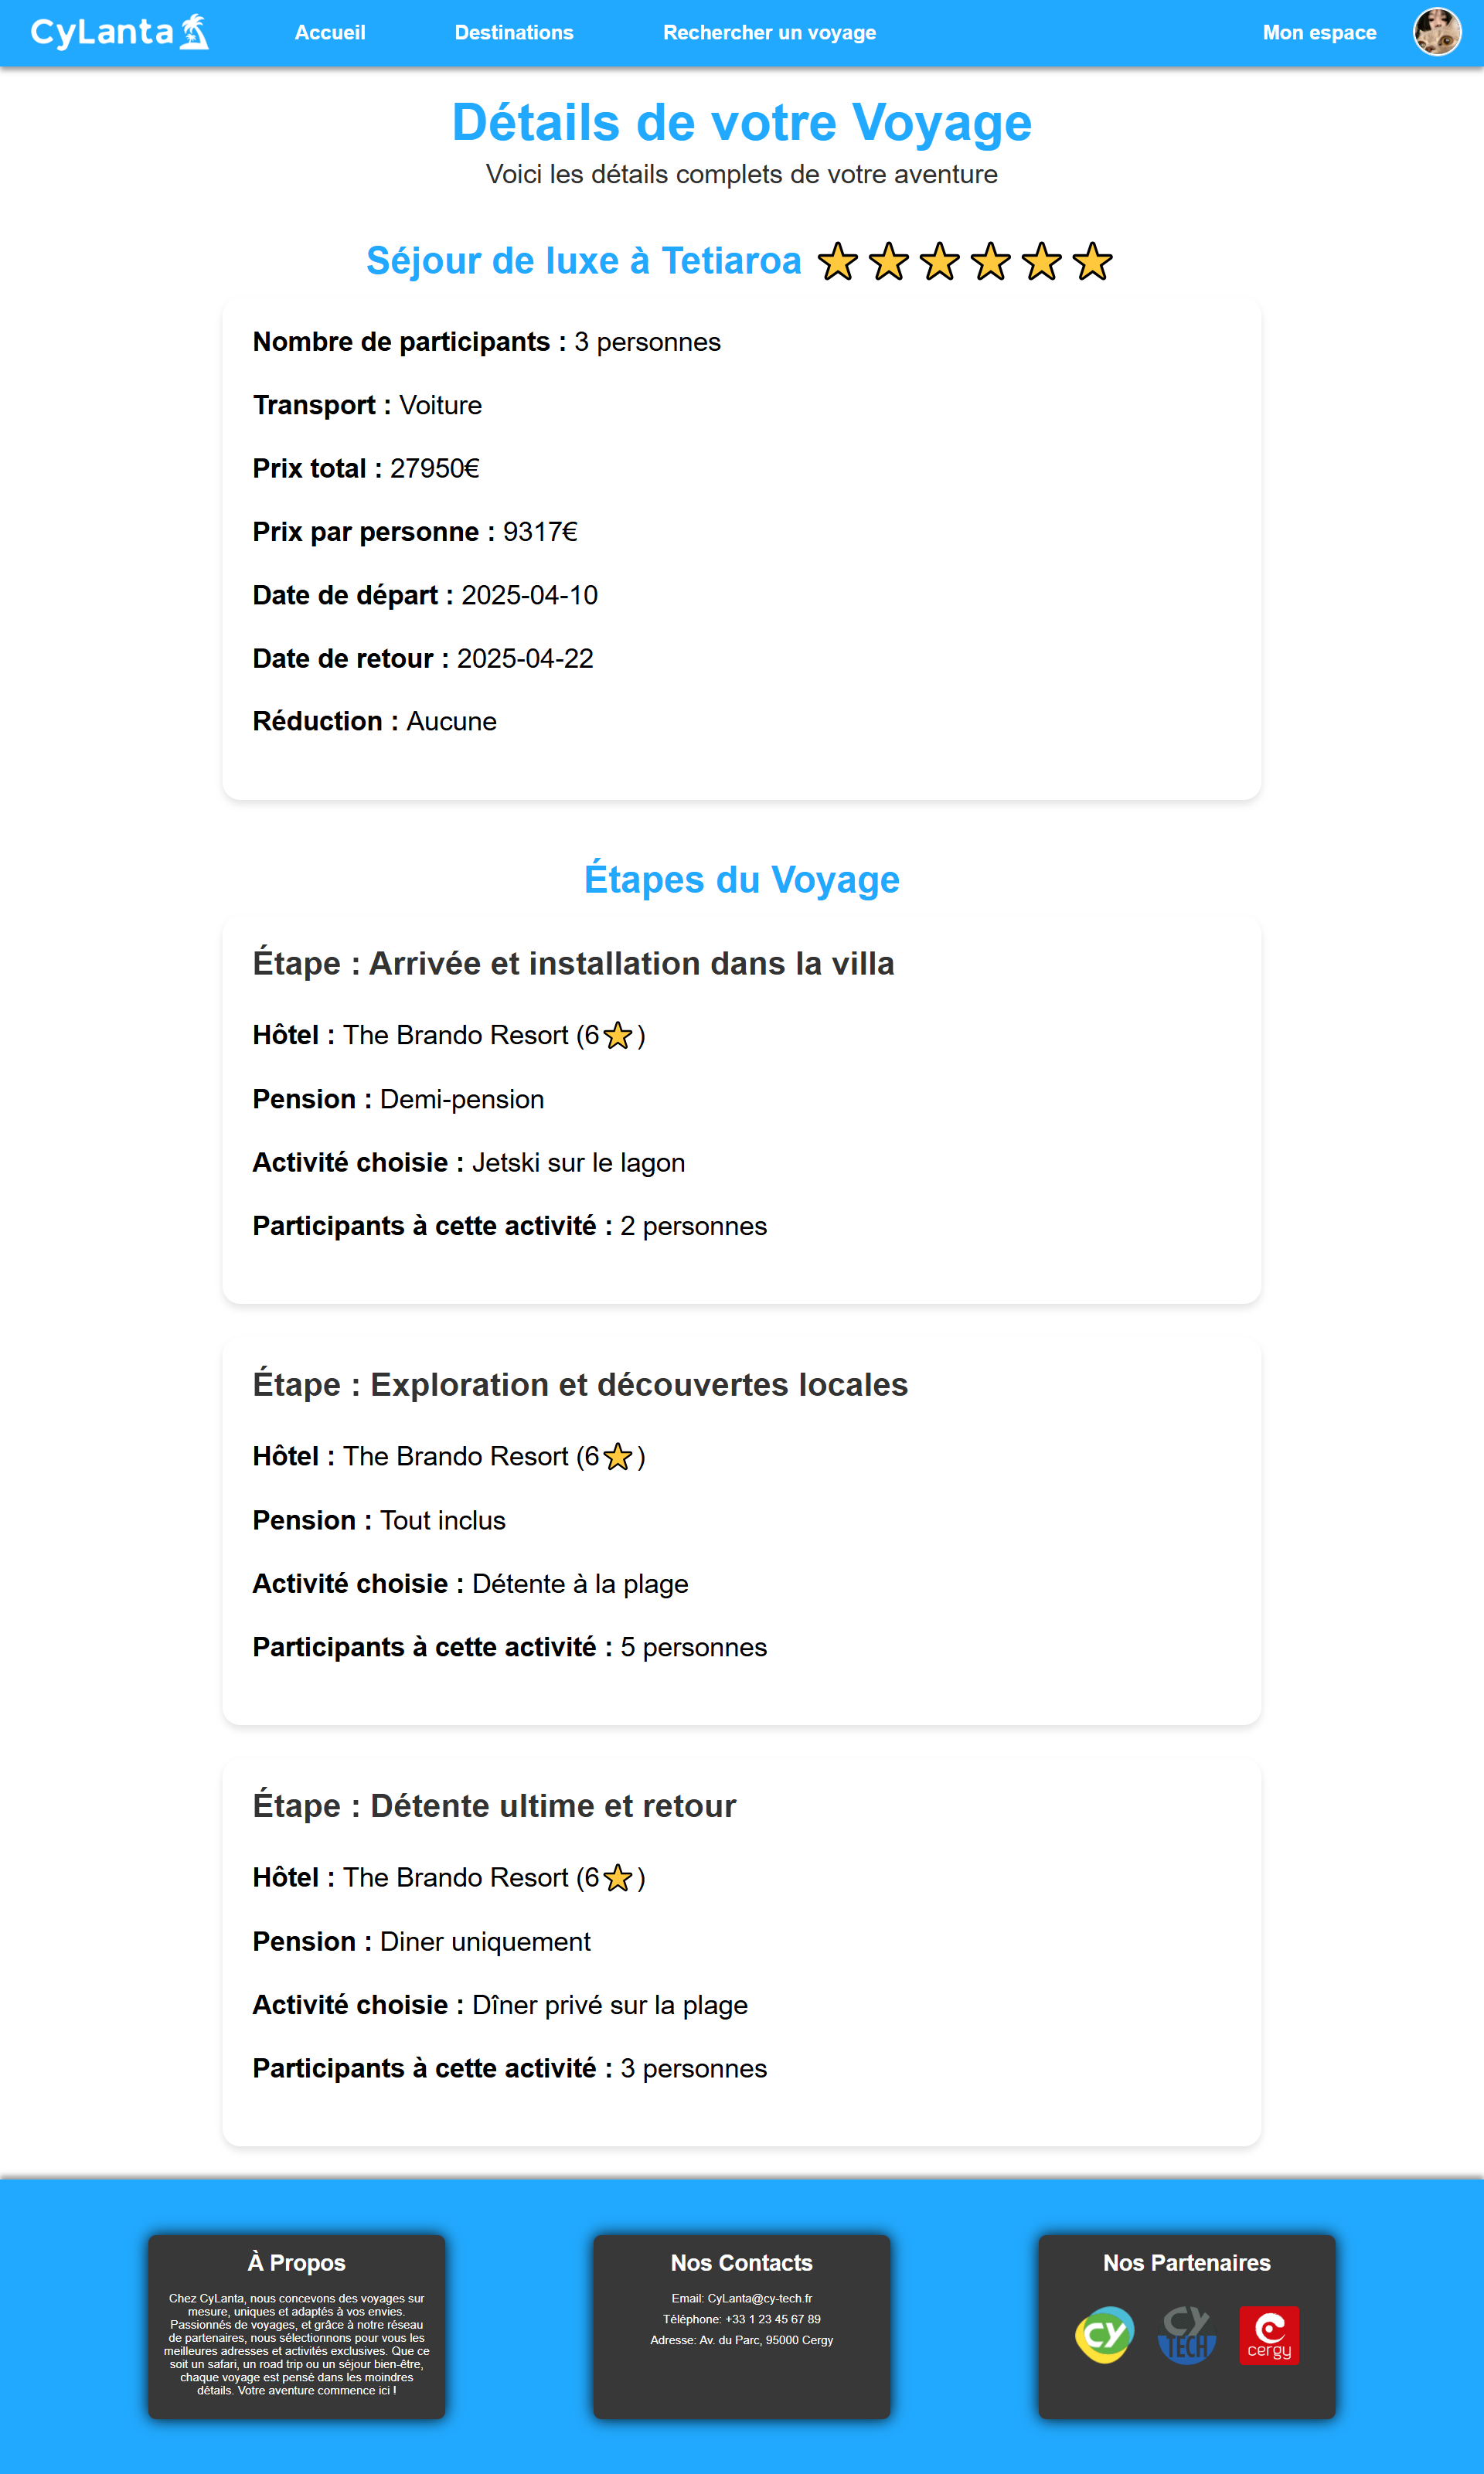 CyLanta
Accueil
Destinations
Rechercher un voyage
Mon espace
Détails de votre Voyage
Voici les détails complets de votre aventure
Séjour de luxe à Tetiaroa
Nombre de participants : 3 personnes
Transport : Voiture
Prix total : 27950€
Prix par personne : 9317€
Date de départ : 2025-04-10
Date de retour : 2025-04-22
Réduction : Aucune
Étapes du Voyage
Étape : Arrivée et installation dans la villa
Hôtel : The Brando Resort (6⭐)
Pension : Demi-pension
Activité choisie : Jetski sur le lagon
Participants à cette activité : 2 personnes
Étape : Exploration et découvertes locales
Hôtel : The Brando Resort (6⭐)
Pension : Tout inclus
Activité choisie : Détente à la plage
Participants à cette activité : 5 personnes
Étape : Détente ultime et retour
Hôtel : The Brando Resort (6⭐)
Pension : Diner uniquement
Activité choisie : Dîner privé sur la plage
Participants à cette activité : 3 personnes
À Propos
Chez CyLanta, nous concevons des voyages sur
mesure, uniques et adaptés à vos envies.
Passionnés de voyages, et grâce à notre réseau
de partenaires, nous sélectionnons pour vous les
meilleures adresses et activités exclusives. Que ce
soit un safari, un road trip ou un séjour bien-être,
chaque voyage est pensé dans les moindres
détails. Votre aventure commence ici !
Nos Contacts
Email: CyLanta@cy-tech.fr
Téléphone: +33 1 23 45 67 89
Adresse: Av. du Parc, 95000 Cergy
Nos Partenaires
CY
CY
TECH
cergy